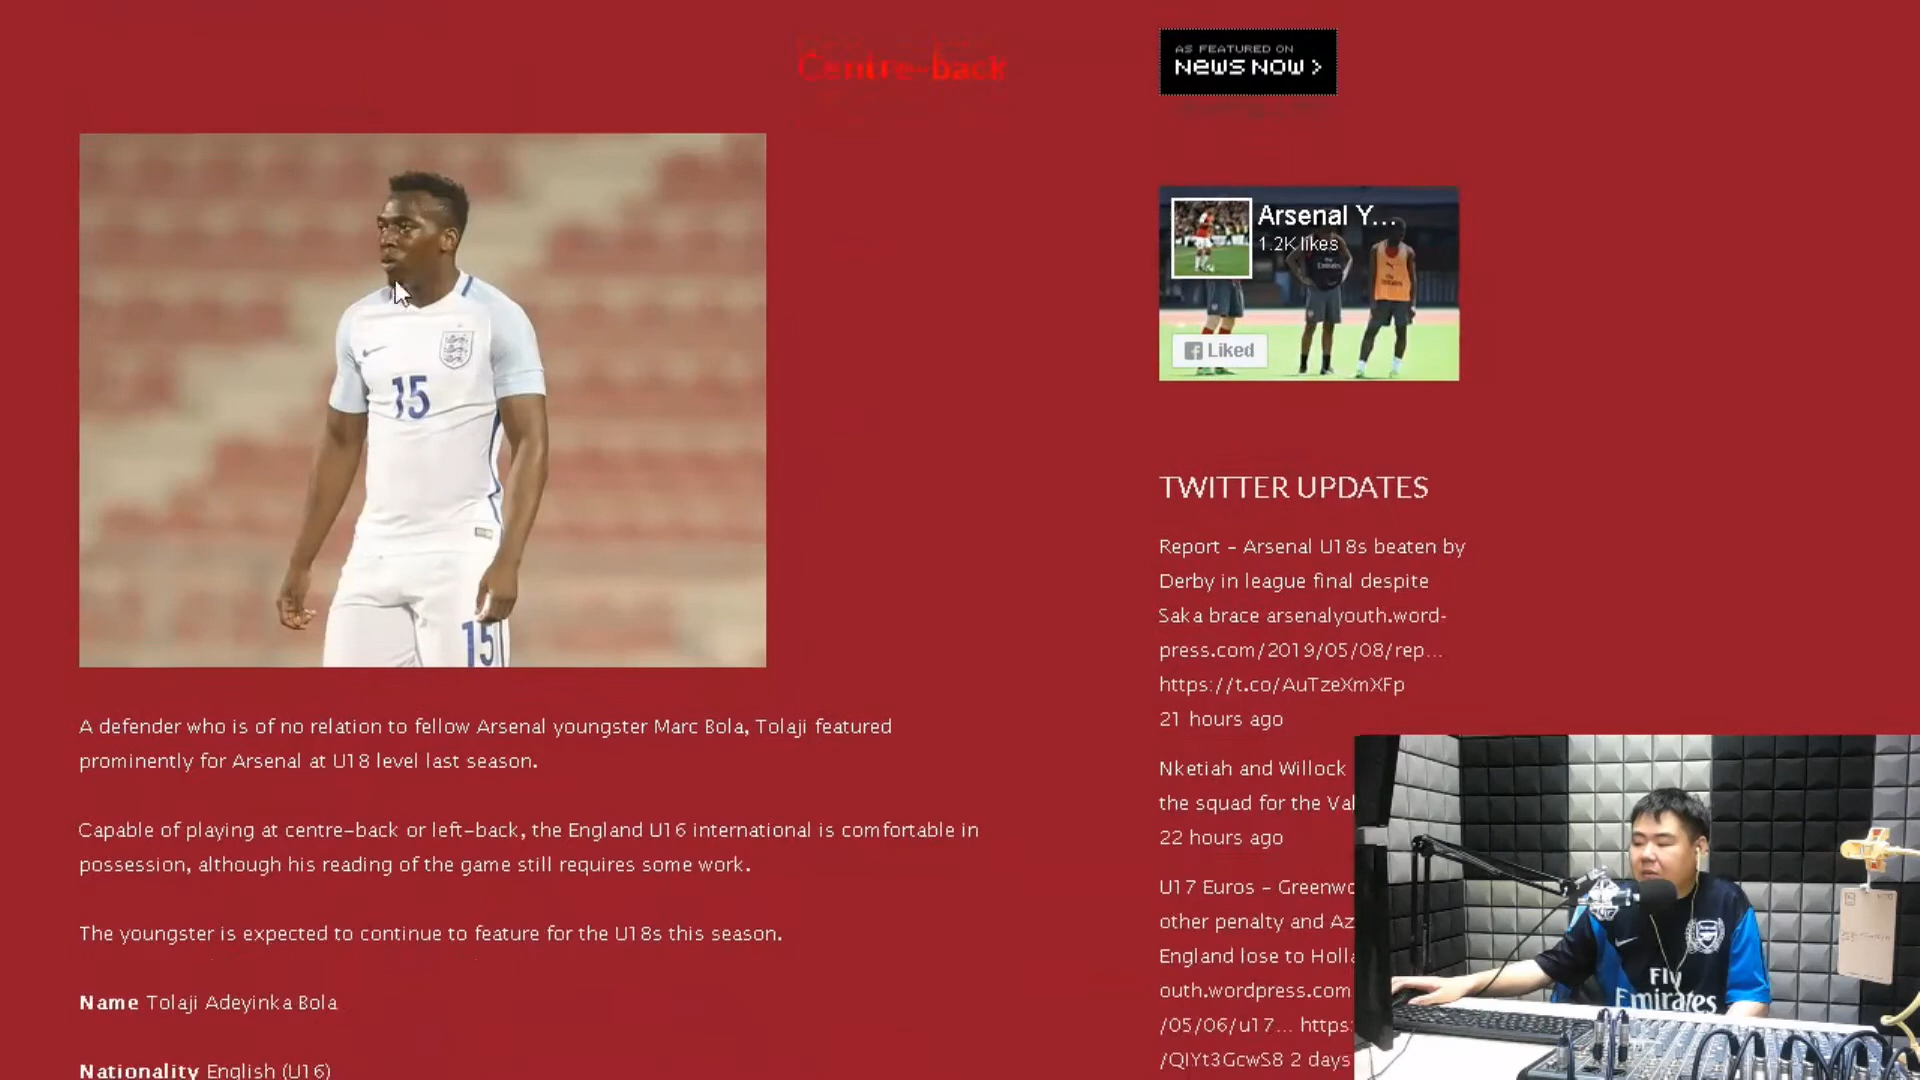 Centre-back
AS FEATURED ON
NEWS NOW >
Arsenal Y...
1.2K likes
Liked
15
15
A defender who is of no relation to fellow Arsenal youngster Marc Bola, Tolaji featured
prominently for Arsenal at U18 level last season.
Capable of playing at centre-back or left-back, the England U16 international is comfortable in
possession, although his reading of the game still requires some work.
The youngster is expected to continue to feature for the U18s this season.
Name Tolaji Adeyinka Bola
Nationality English (U16)
TWITTER UPDATES
Report – Arsenal U18s beaten by
Derby in league final despite
Saka brace arsenalyouth.word-
press.com/2019/05/08/rep...
https://t.co/AuTzeXmXFp
21 hours ago
Nketiah and Willock
the squad for the Val
22 hours ago
U17 Euros – Greenwo
other penalty and Az
England lose to Holla
outh.wordpress.com
/05/06/u17... https:
/QIYt3GcwS8 2 days
Fly
Emirates